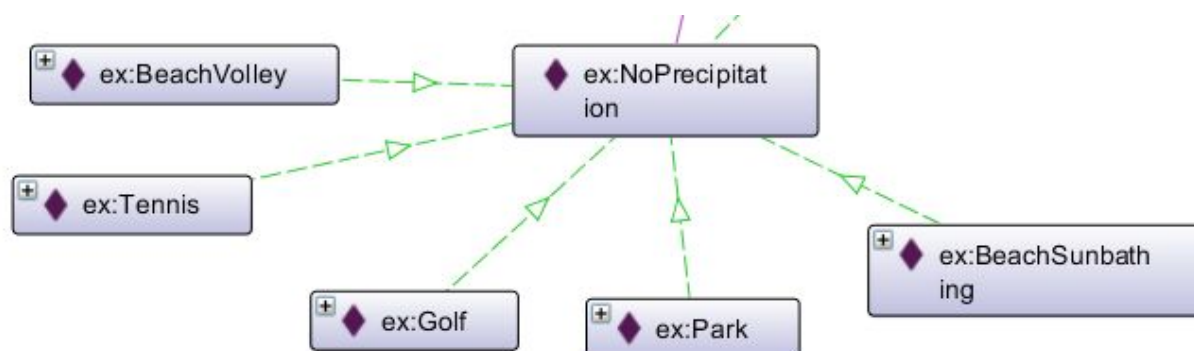 ex:BeachVolley
ex:NoPrecipitat
ion
ex:Tennis
ex:BeachSunbath
ing
ex:Golf
ex:Park